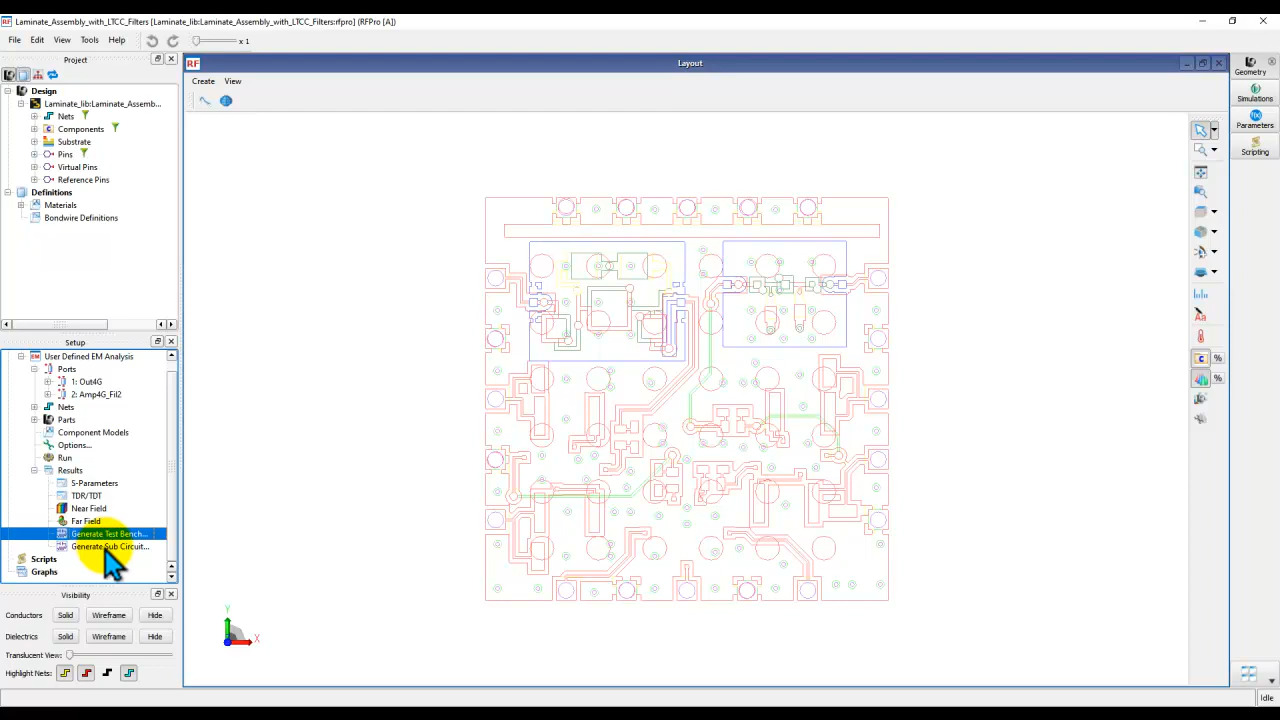 Laminate_Assembly_with_LTCC_Filters [Laminate_lib:Laminate_Assembly_with_LTCC_Filters:rfpro] (RFPro [A])
File Edit View Tools Help x 1
Project
Design
Laminate_lib:Laminate_Assemb...
Nets
Components
Substrate
Pins
Virtual Pins
Reference Pins
Definitions
Materials
Bondwire Definitions
Setup
User Defined EM Analysis
Ports
1: Out4G
2: Amp4G_Fil2
Nets
Parts
Component Models
Options...
Run
Results
S-Parameters
TDR/TDT
Near Field
Far Field
Generate Test Bench...
Generate Sub Circuit...
Scripts
Graphs
Visibility
Conductors Solid Wireframe Hide
Dielectrics Solid Wireframe Hide
Translucent View:
Highlight Nets:
RF Layout
Create View
Y
X
Geometry
Simulations
Parameters
Scripting
Idle